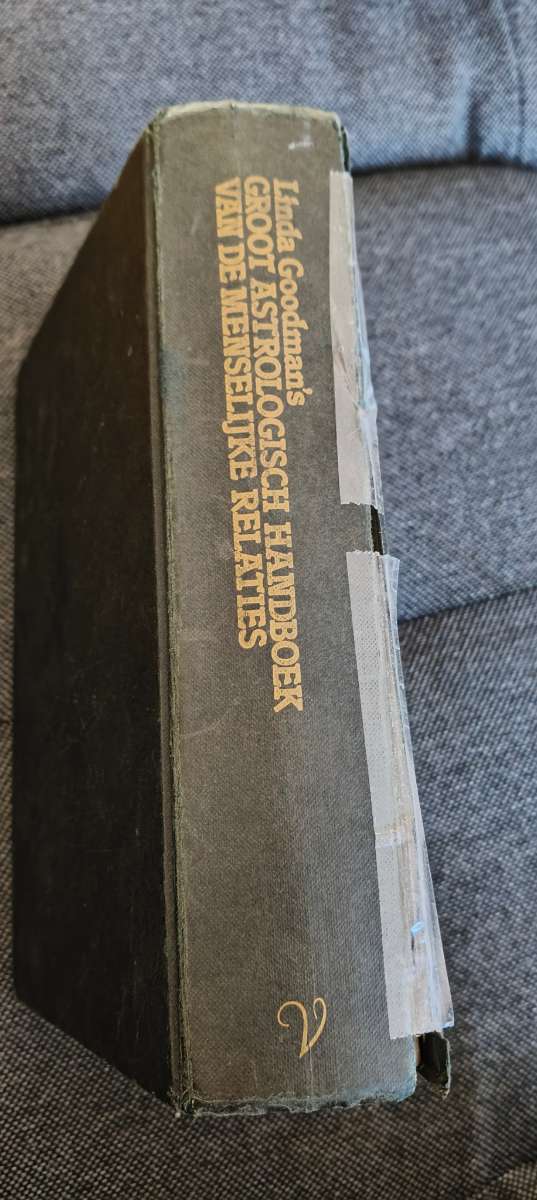 Linda Goodman's
GROOT ASTROLOGISCH HANDBOEK
VAN DE MENSELIJKE RELATIES